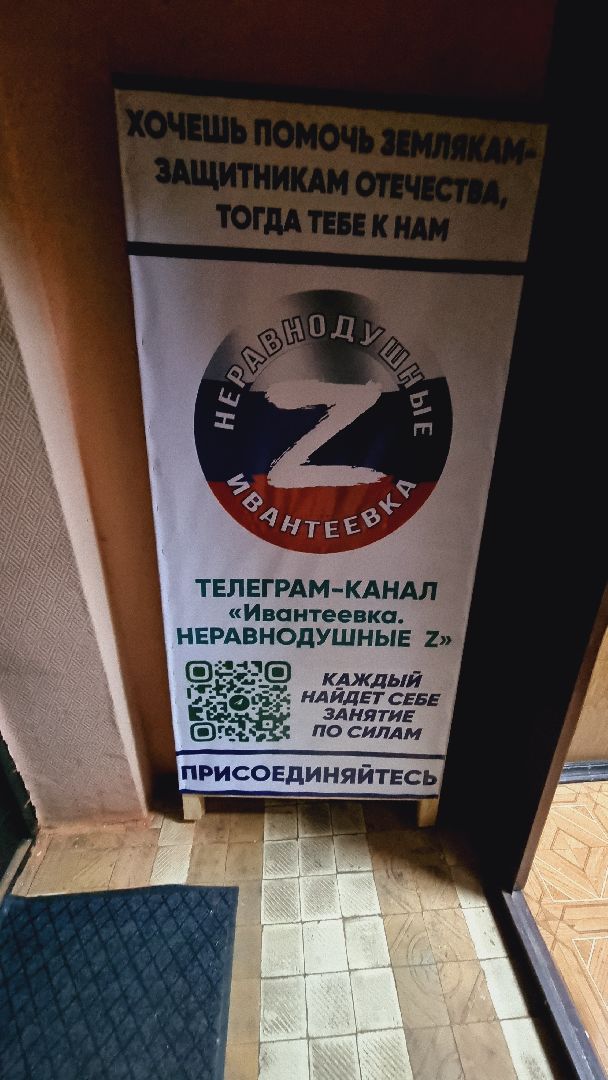 ХОЧЕШЬ ПОМОЧЬ ЗЕМЛЯКАМ-
ЗАЩИТНИКАМ ОТЕЧЕСТВА,
ТОГДА ТЕБЕ К НАМ
НЕРАВНОДУШНЫЕ
Z
ИВАНТЕЕВКА
ТЕЛЕГРАМ-КАНАЛ
«Ивантеевка.
НЕРАВНОДУШНЫЕ Z»
КАЖДЫЙ
НАЙДЕТ СЕБЕ
ЗАНЯТИЕ
ПО СИЛАМ
ПРИСОЕДИНЯЙТЕСЬ